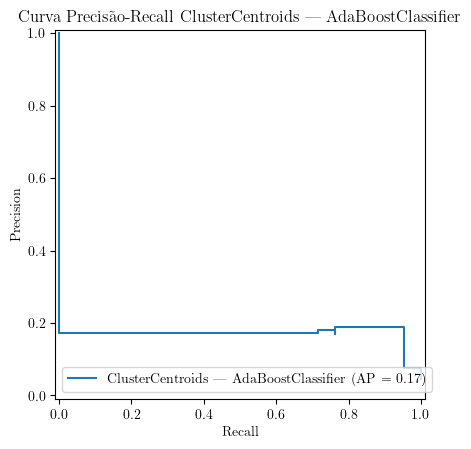 Curva Precisão-Recall ClusterCentroids — AdaBoostClassifier
1.0
0.8
0.6
0.4
0.2
0.0
Precision
ClusterCentroids — AdaBoostClassifier (AP = 0.17)
0.0 0.2 0.4 0.6 0.8 1.0
Recall